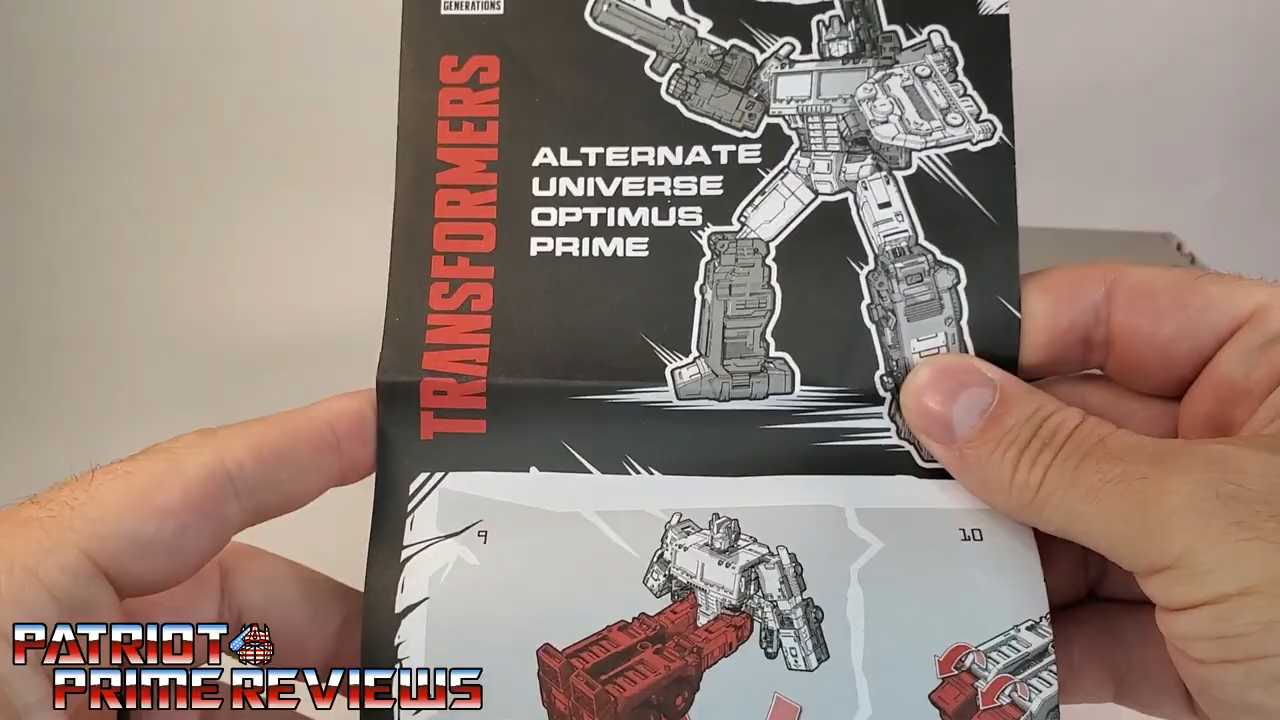 GENERATIONS
TRANSFORMERS
ALTERNATE
UNIVERSE
OPTIMUS
PRIME
9
10
PATRIOT
PRIME REVIEWS